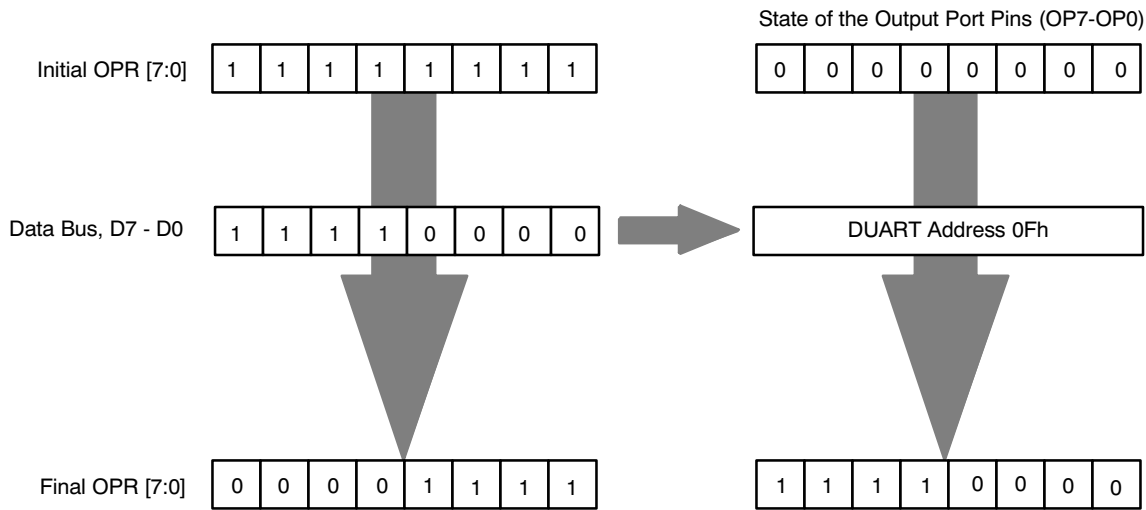 State of the Output Port Pins (OP7-OP0)
Initial OPR [7:0] 1 1 1 1 1 1 1 1 0 0 0 0 0 0 0 0
Data Bus, D7 - D0 1 1 1 1 0 0 0 0 DUART Address 0Fh
Final OPR [7:0] 0 0 0 0 1 1 1 1 1 1 1 1 0 0 0 0